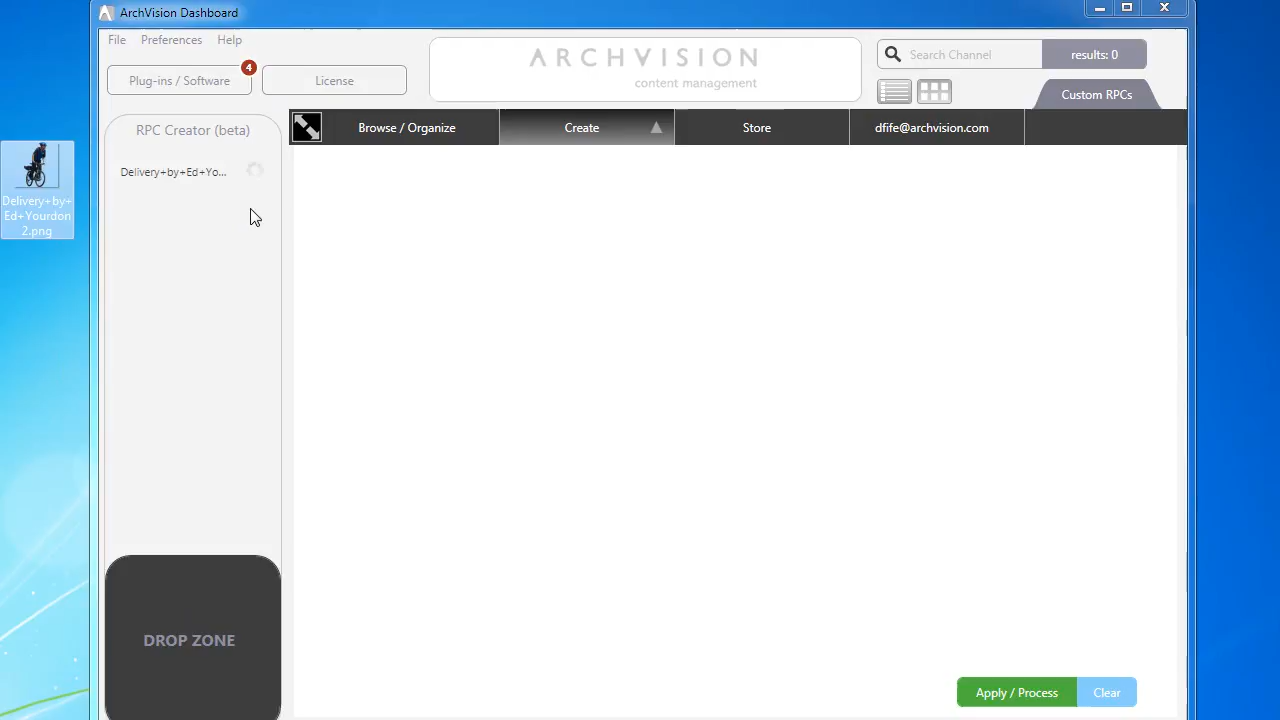 ArchVision Dashboard
File Preferences Help
Plug-ins / Software 4 License
ARCHVISION
content management
Search Channel results: 0
Custom RPCs
RPC Creator (beta)
Browse / Organize Create Store dfife@archvision.com
Delivery+by+Ed+Yo...
Delivery+by+
Ed+Yourdon
2.png
DROP ZONE
Apply / Process Clear